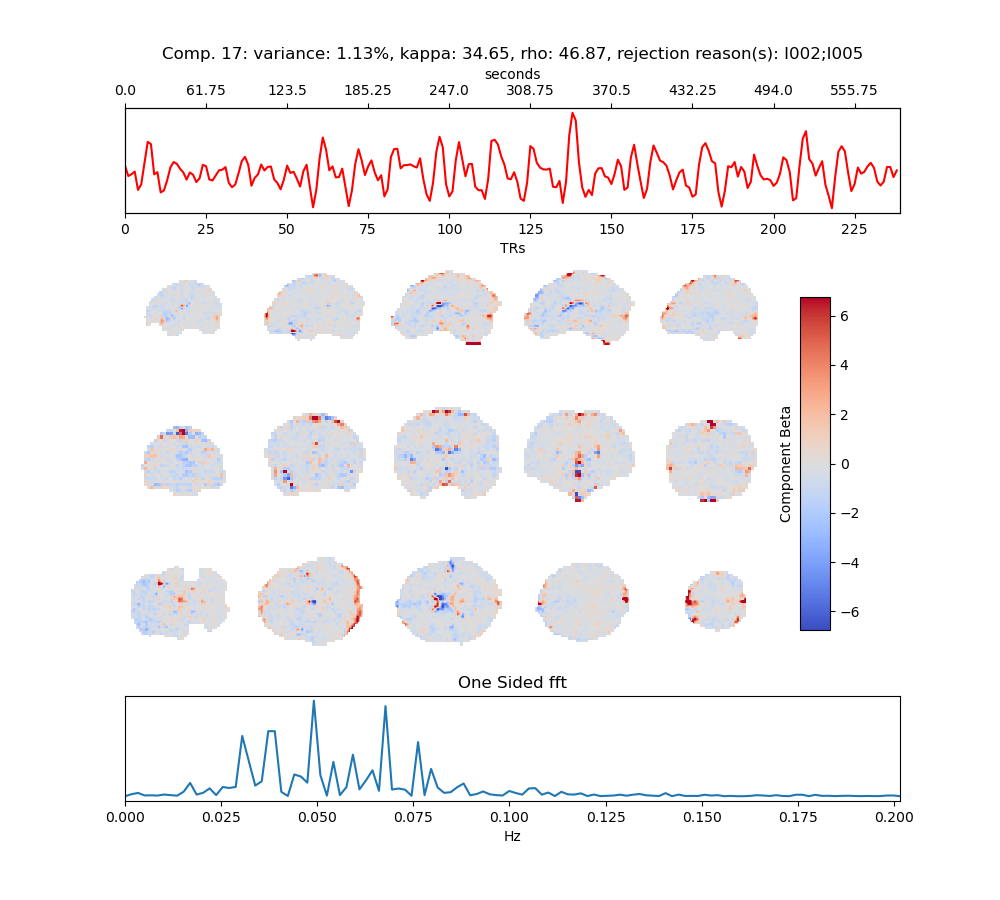 Comp. 17: variance: 1.13%, kappa: 34.65, rho: 46.87, rejection reason(s): I002;I005
seconds
0.0 61.75 123.5 185.25 247.0 308.75 370.5 432.25 494.0 555.75
0 25 50 75 100 125 150 175 200 225
TRs
6
4
2
0
−2
−4
−6
Component Beta
One Sided fft
0.000 0.025 0.050 0.075 0.100 0.125 0.150 0.175 0.200
Hz